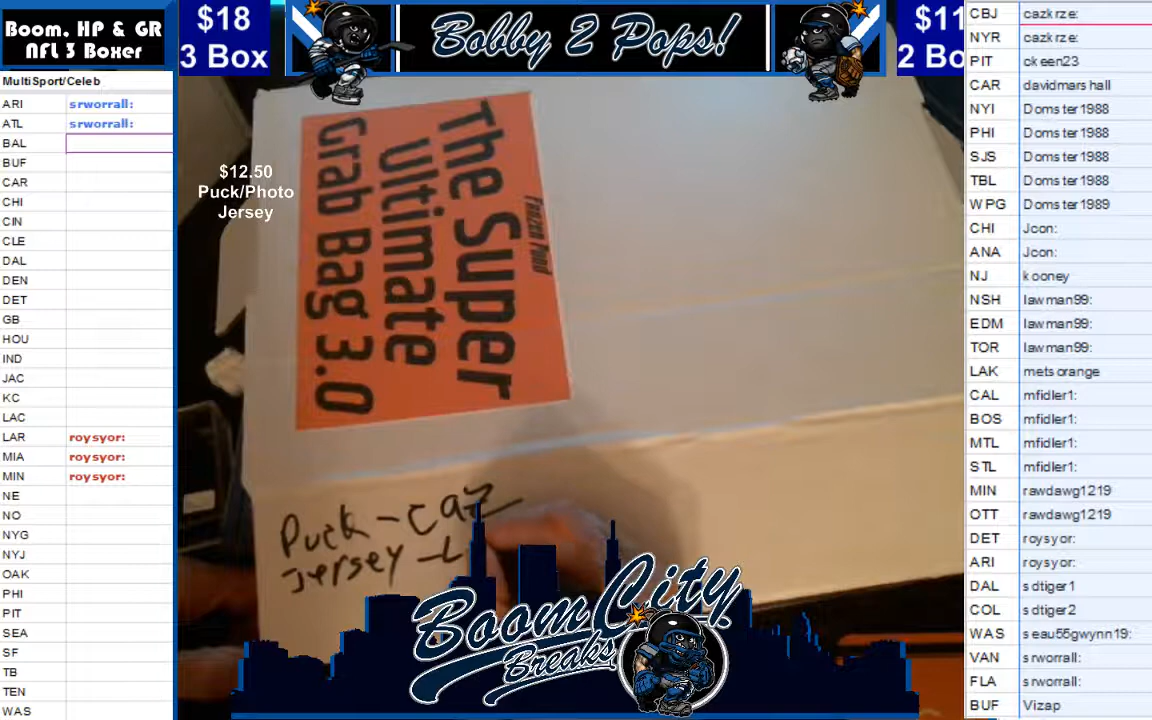 Boom, HP & GR
NFL 3 Boxer
MultiSport/Celeb
ARI srworrall:
ATL srworrall:
BAL
BUF
CAR
CHI
CIN
CLE
DAL
DEN
DET
GB
HOU
IND
JAC
KC
LAC
LAR roysyor:
MIA roysyor:
MIN roysyor:
NE
NO
NYG
NYJ
OAK
PHI
PIT
SEA
SF
TB
TEN
WAS
$18
3 Box
Bobby 2 Pops!
$11
2 Bo
$12.50
Puck/Photo
Jersey
Frozen Pond
The Super
Ultimate
Grab Bag 3.0
Puck - Caz
Jersey - L
Boom City
Breaks
CBJ cazkrze:
NYR cazkrze:
PIT ckeen23
CAR davidmarshall
NYI Domster1988
PHI Domster1988
SJS Domster1988
TBL Domster1988
WPG Domster1989
CHI Jcon:
ANA Jcon:
NJ kooney
NSH lawman99:
EDM lawman99:
TOR lawman99:
LAK metsorange
CAL mfidler1:
BOS mfidler1:
MTL mfidler1:
STL mfidler1:
MIN rawdawg1219
OTT rawdawg1219
DET roysyor:
ARI roysyor:
DAL sdtiger1
COL sdtiger2
WAS seau55gwynn19:
VAN srworrall:
FLA srworrall:
BUF Vizap